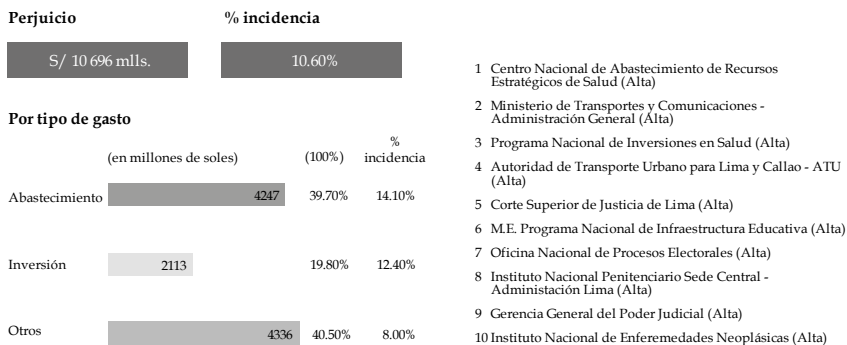 Perjuicio
% incidencia
S/ 10 696 mlls.
10.60%
Por tipo de gasto
(en millones de soles)
(100%)
%
incidencia
Abastecimiento 4247 39.70% 14.10%
Inversión 2113 19.80% 12.40%
Otros 4336 40.50% 8.00%
1 Centro Nacional de Abastecimiento de Recursos
Estratégicos de Salud (Alta)
2 Ministerio de Transportes y Comunicaciones -
Administración General (Alta)
3 Programa Nacional de Inversiones en Salud (Alta)
4 Autoridad de Transporte Urbano para Lima y Callao - ATU
(Alta)
5 Corte Superior de Justicia de Lima (Alta)
6 M.E. Programa Nacional de Infraestructura Educativa (Alta)
7 Oficina Nacional de Procesos Electorales (Alta)
8 Instituto Nacional Penitenciario Sede Central -
Administación Lima (Alta)
9 Gerencia General del Poder Judicial (Alta)
10 Instituto Nacional de Enferemedades Neoplásicas (Alta)